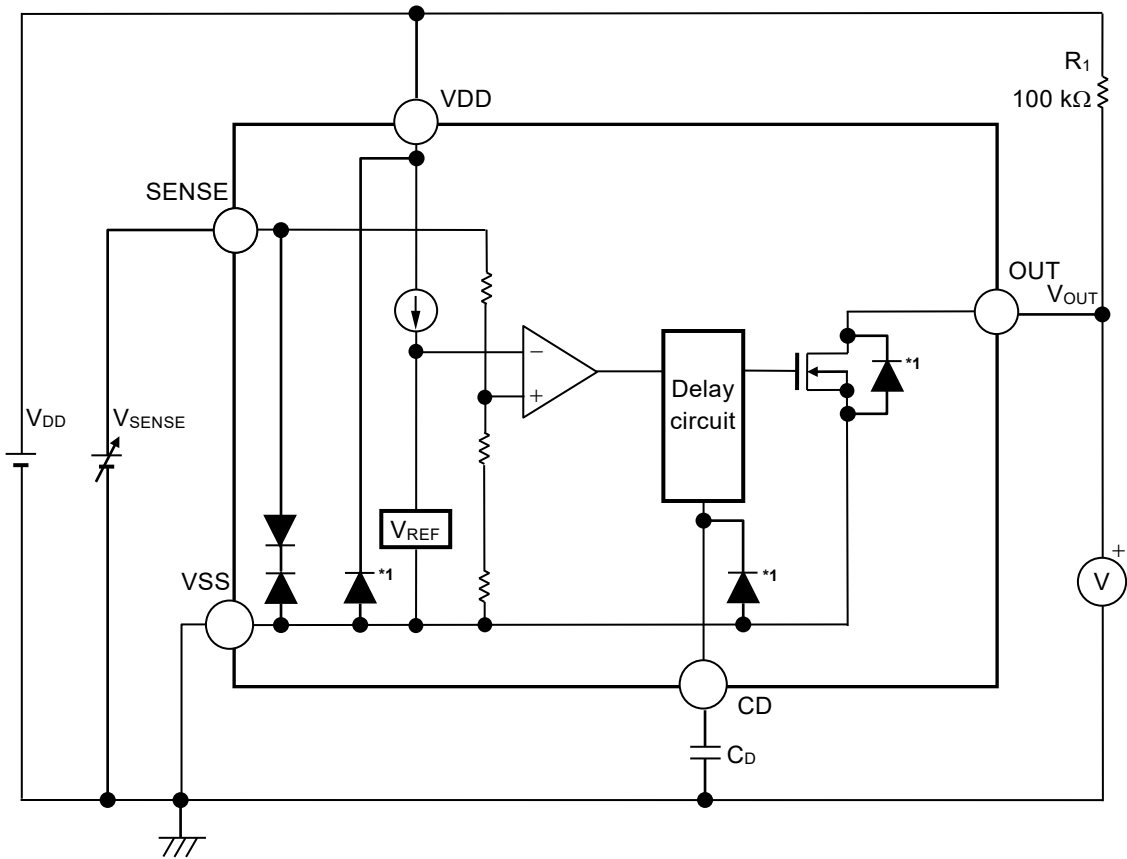 R1
100 kΩ
VDD
SENSE
OUT
VOUT
−
+
*1
Delay
circuit
VDD
VSENSE
VREF
*1
*1
VSS
+
V
CD
CD